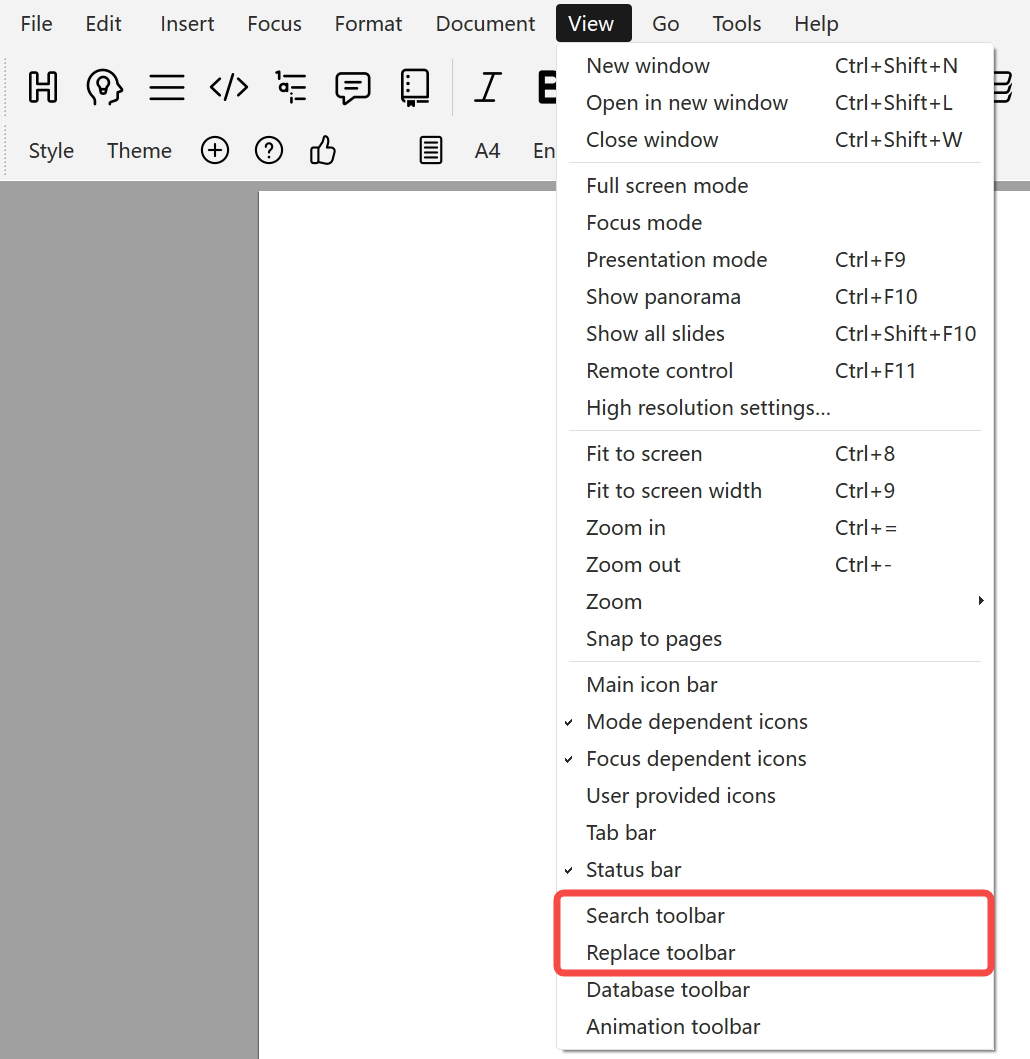 File Edit Insert Focus Format Document View Go Tools Help
Style Theme A4 En
New window Ctrl+Shift+N
Open in new window Ctrl+Shift+L
Close window Ctrl+Shift+W
Full screen mode
Focus mode
Presentation mode Ctrl+F9
Show panorama Ctrl+F10
Show all slides Ctrl+Shift+F10
Remote control Ctrl+F11
High resolution settings...
Fit to screen Ctrl+8
Fit to screen width Ctrl+9
Zoom in Ctrl+=
Zoom out Ctrl+-
Zoom
Snap to pages
Main icon bar
Mode dependent icons
Focus dependent icons
User provided icons
Tab bar
Status bar
Search toolbar
Replace toolbar
Database toolbar
Animation toolbar